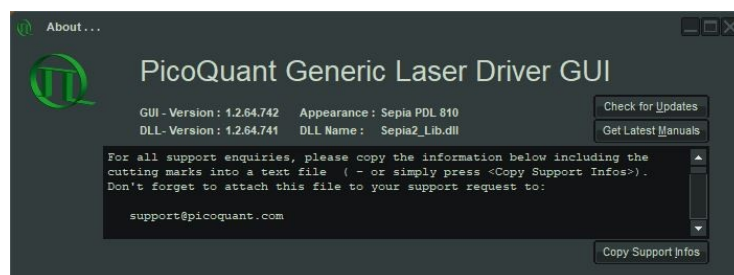 About . . .
PicoQuant Generic Laser Driver GUI
GUI - Version : 1.2.64.742 Appearance : Sepia PDL 810
DLL- Version : 1.2.64.741 DLL Name : Sepia2_Lib.dll
Check for Updates
Get Latest Manuals
For all support enquiries, please copy the information below including the
cutting marks into a text file ( - or simply press <Copy Support Infos>).
Don't forget to attach this file to your support request to:
support@picoquant.com
Copy Support Infos